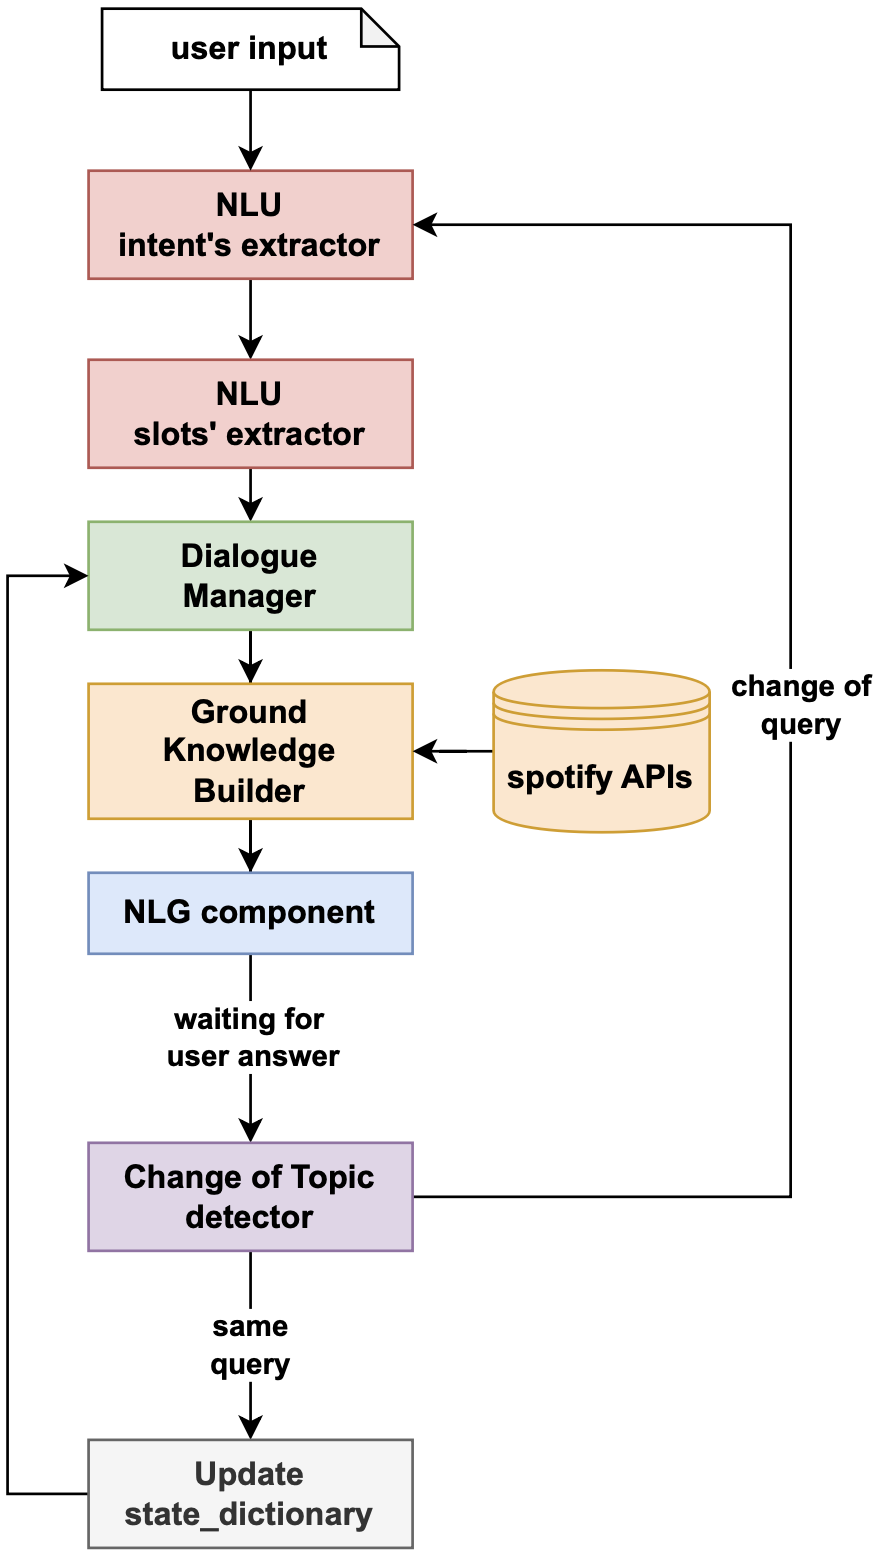 user input
NLU
intent's extractor
NLU
slots' extractor
Dialogue
Manager
Ground
Knowledge
Builder
spotify APIs
change of
query
NLG component
waiting for
user answer
Change of Topic
detector
same
query
Update
state_dictionary